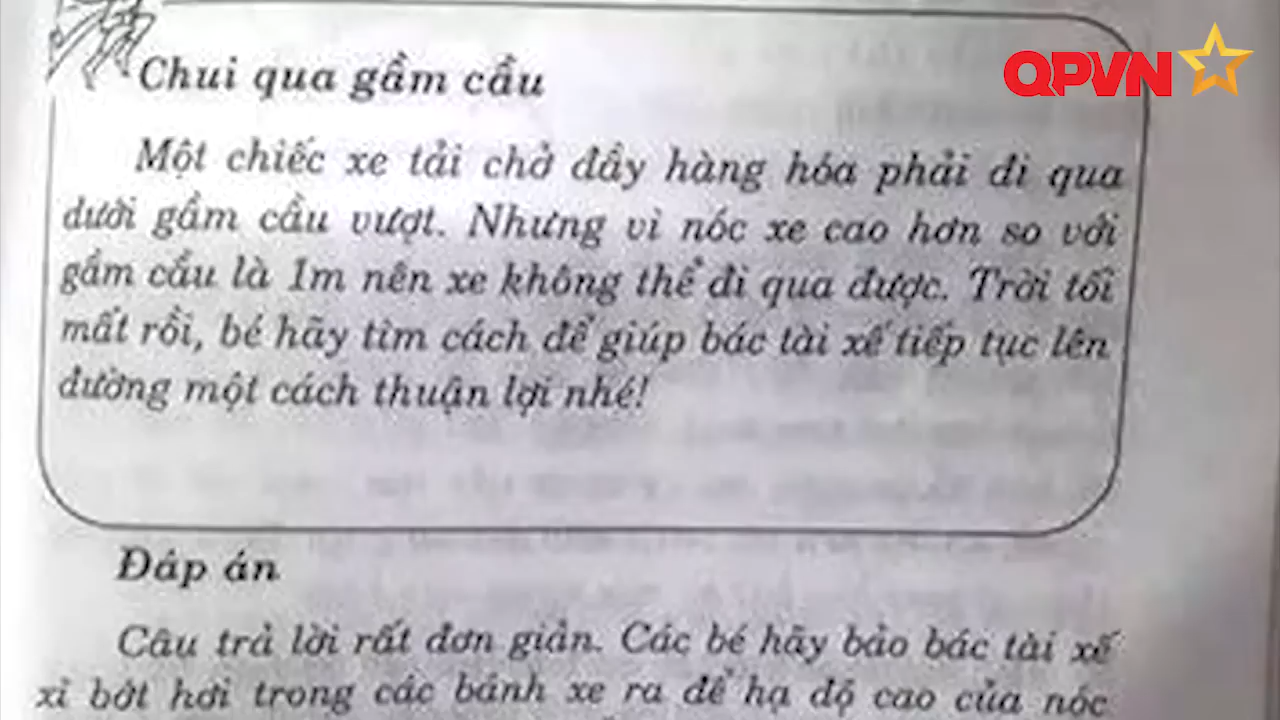 QPVN
Chui qua gầm cầu
Một chiếc xe tải chở đầy hàng hóa phải đi qua
dưới gầm cầu vượt. Nhưng vì nóc xe cao hơn so với
gầm cầu là 1m nên xe không thể đi qua được. Trời tối
mất rồi, bé hãy tìm cách để giúp bác tài xế tiếp tục lên
đường một cách thuận lợi nhé!
Đáp án
Câu trả lời rất đơn giản. Các bé hãy bảo bác tài xế
xì bớt hơi trong các bánh xe ra để hạ độ cao của nóc